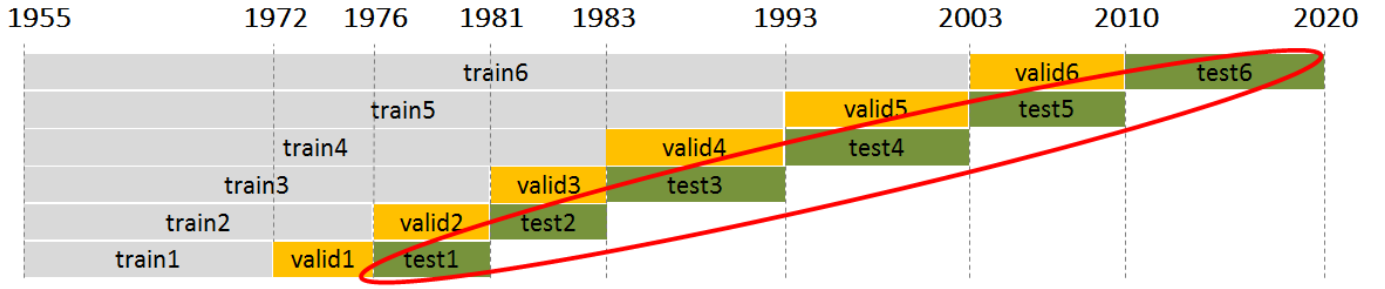 1955 1972 1976 1981 1983 1993 2003 2010 2020
train6 valid6 test6
train5 valid5 test5
train4 valid4 test4
train3 valid3 test3
train2 valid2 test2
train1 valid1 test1